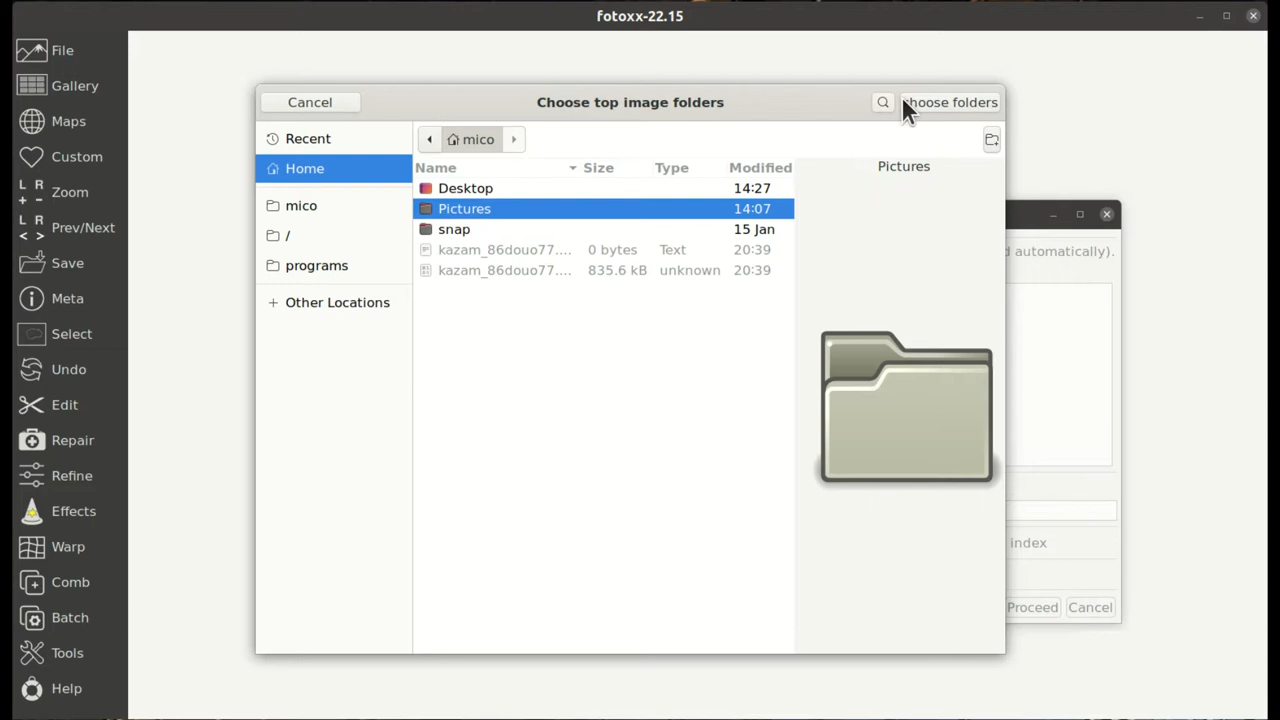 fotoxx-22.15
File
Gallery
Maps
Custom
L R
+ -
Zoom
L R
< >
Prev/Next
Save
Meta
Select
Undo
Edit
Repair
Refine
Effects
Warp
Comb
Batch
Tools
Help
Cancel
Choose top image folders
hoose folders
Recent
Home
mico
/
programs
+ Other Locations
mico
Name Size Type Modified
Desktop 14:27
Pictures 14:07
snap 15 Jan
kazam_86douo77.... 0 bytes Text 20:39
kazam_86douo77.... 835.6 kB unknown 20:39
Pictures
d automatically).
index
Proceed Cancel